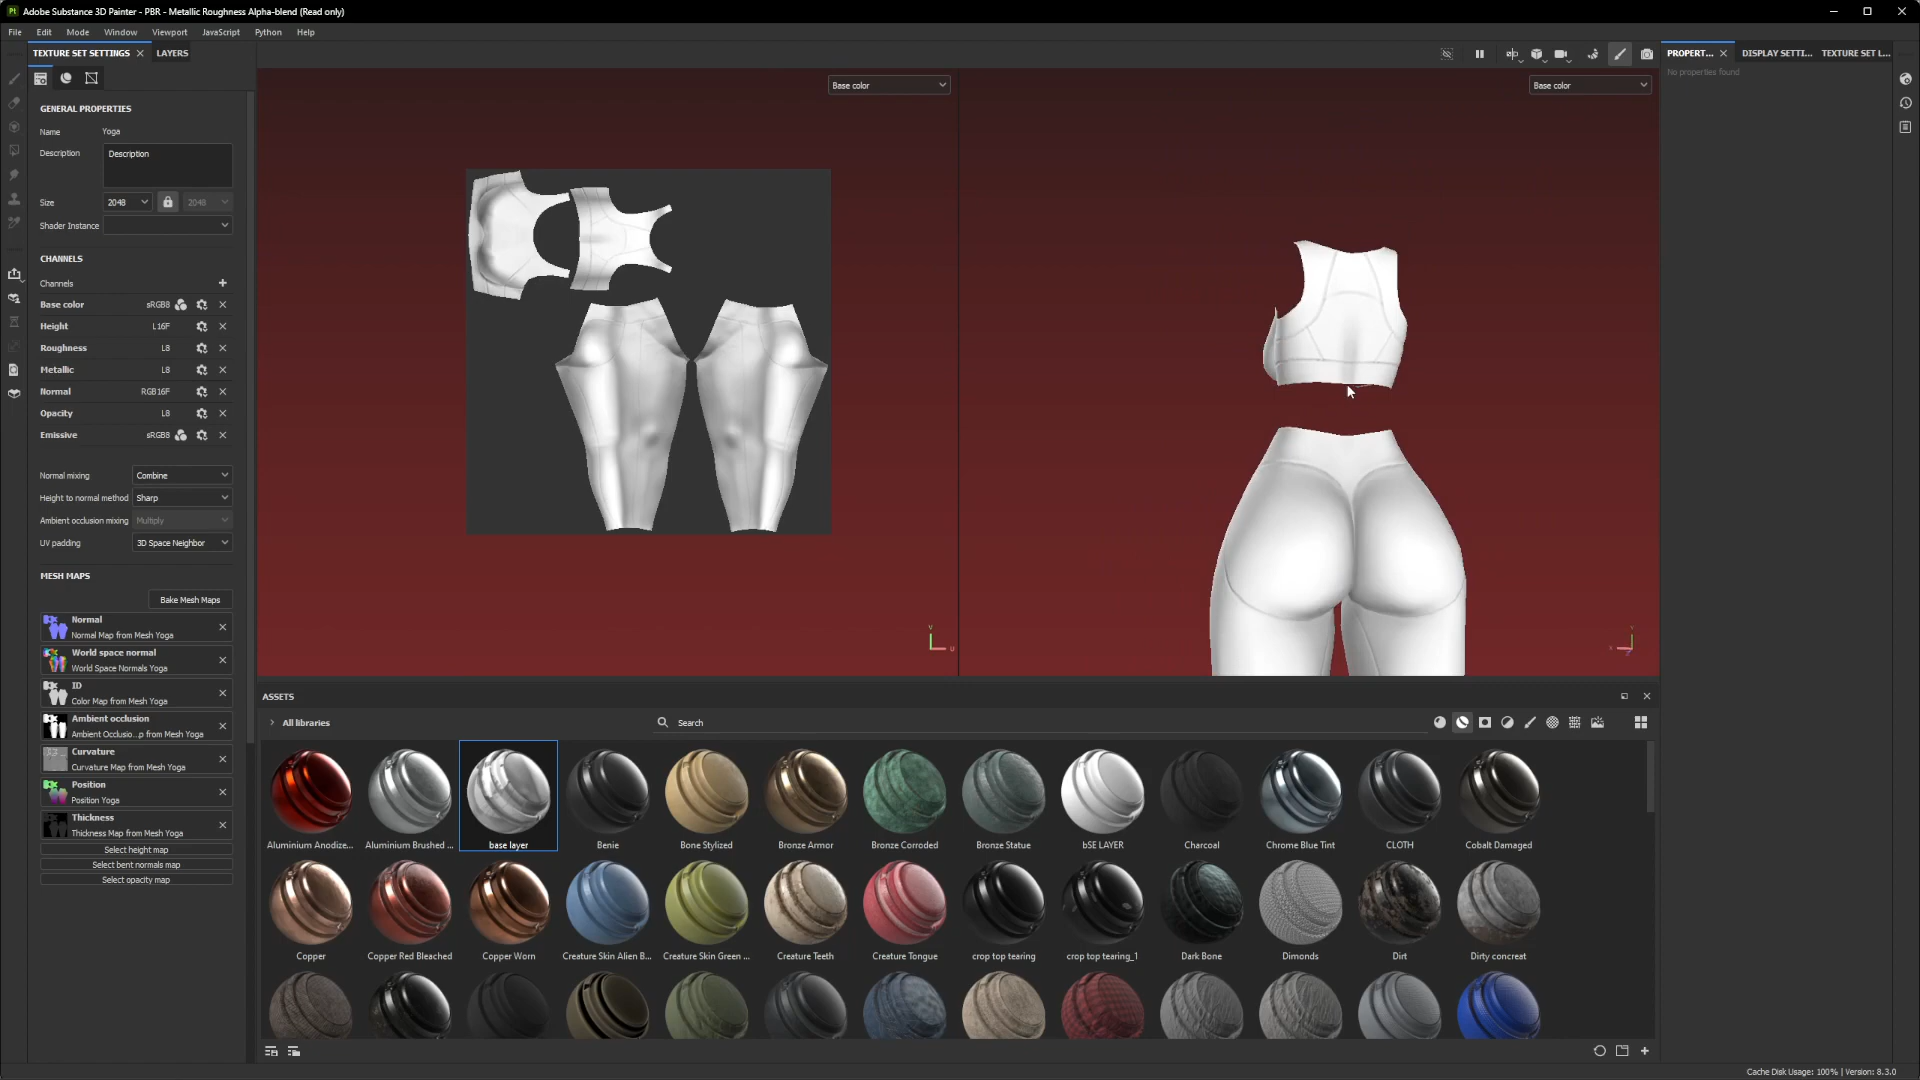 Pt Adobe Substance 3D Painter - PBR - Metallic Roughness Alpha-blend (Read only)
File Edit Mode Window Viewport JavaScript Python Help
TEXTURE SET SETTINGS LAYERS
PROPERT... DISPLAY SETTI... TEXTURE SET L...
No properties found
Base color
Base color
GENERAL PROPERTIES
Name Yoga
Description Description
Size 2048 2048
Shader Instance
CHANNELS
Channels
Base color sRGB8
Height L16F
Roughness L8
Metallic L8
Normal RGB16F
Opacity L8
Emissive sRGB8
Normal mixing Combine
Height to normal method Sharp
Ambient occlusion mixing Multiply
UV padding 3D Space Neighbor
MESH MAPS
Bake Mesh Maps
Normal
Normal Map from Mesh Yoga
World space normal
World Space Normals Yoga
ID
Color Map from Mesh Yoga
Ambient occlusion
Ambient Occlusio...p from Mesh Yoga
Curvature
Curvature Map from Mesh Yoga
Position
Position Yoga
Thickness
Thickness Map from Mesh Yoga
Select height map
Select bent normals map
Select opacity map
V
U
ASSETS
All libraries
Search
Aluminium Anodize... Aluminium Brushed ... base layer Benie Bone Stylized Bronze Armor Bronze Corroded Bronze Statue bSE LAYER Charcoal Chrome Blue Tint CLOTH Cobalt Damaged
Copper Copper Red Bleached Copper Worn Creature Skin Alien B... Creature Skin Green ... Creature Teeth Creature Tongue crop top tearing crop top tearing_1 Dark Bone Dimonds Dirt Dirty concreat
Cache Disk Usage: 100% | Version: 8.3.0